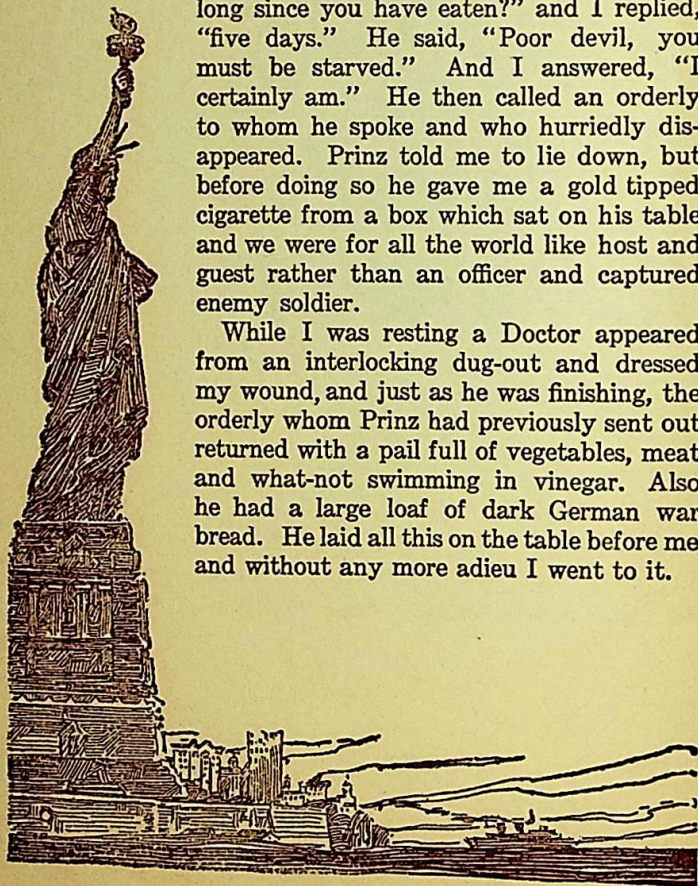 long since you have eaten?” and I replied,
“five days.” He said, “Poor devil, you
must be starved.” And I answered, “I
certainly am.” He then called an orderly
to whom he spoke and who hurriedly dis-
appeared. Prinz told me to lie down, but
before doing so he gave me a gold tipped
cigarette from a box which sat on his table
and we were for all the world like host and
guest rather than an officer and captured
enemy soldier.
While I was resting a Doctor appeared
from an interlocking dug-out and dressed
my wound, and just as he was finishing, the
orderly whom Prinz had previously sent out
returned with a pail full of vegetables, meat
and what-not swimming in vinegar. Also
he had a large loaf of dark German war
bread. He laid all this on the table before me
and without any more adieu I went to it.